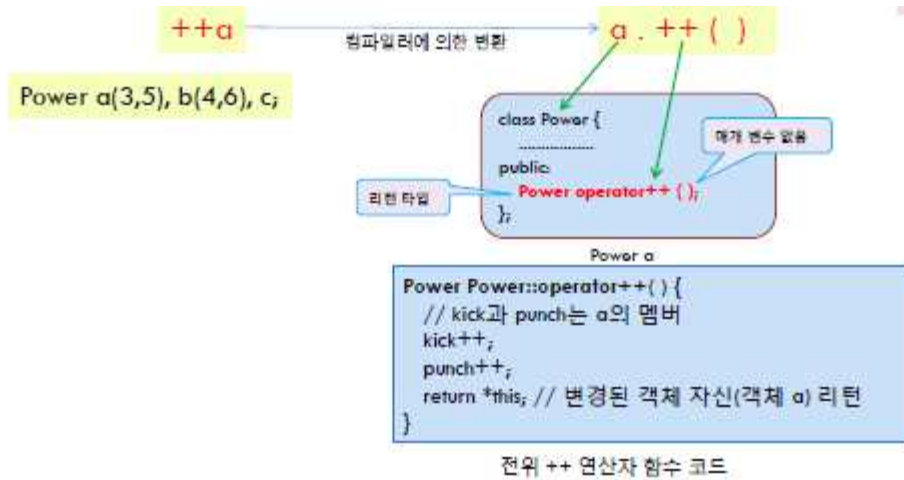 ++a
컴파일러에 의한 변환
a . ++ ( )
Power a(3,5), b(4,6), c;
class Power {
..................
매개 변수 없음
public:
Power operator++ ( );
리턴 타입
};
Power a
Power Power::operator++( ) {
// kick과 punch는 a의 멤버
kick++;
punch++;
return *this; // 변경된 객체 자신(객체 a) 리턴
}
전위 ++ 연산자 함수 코드